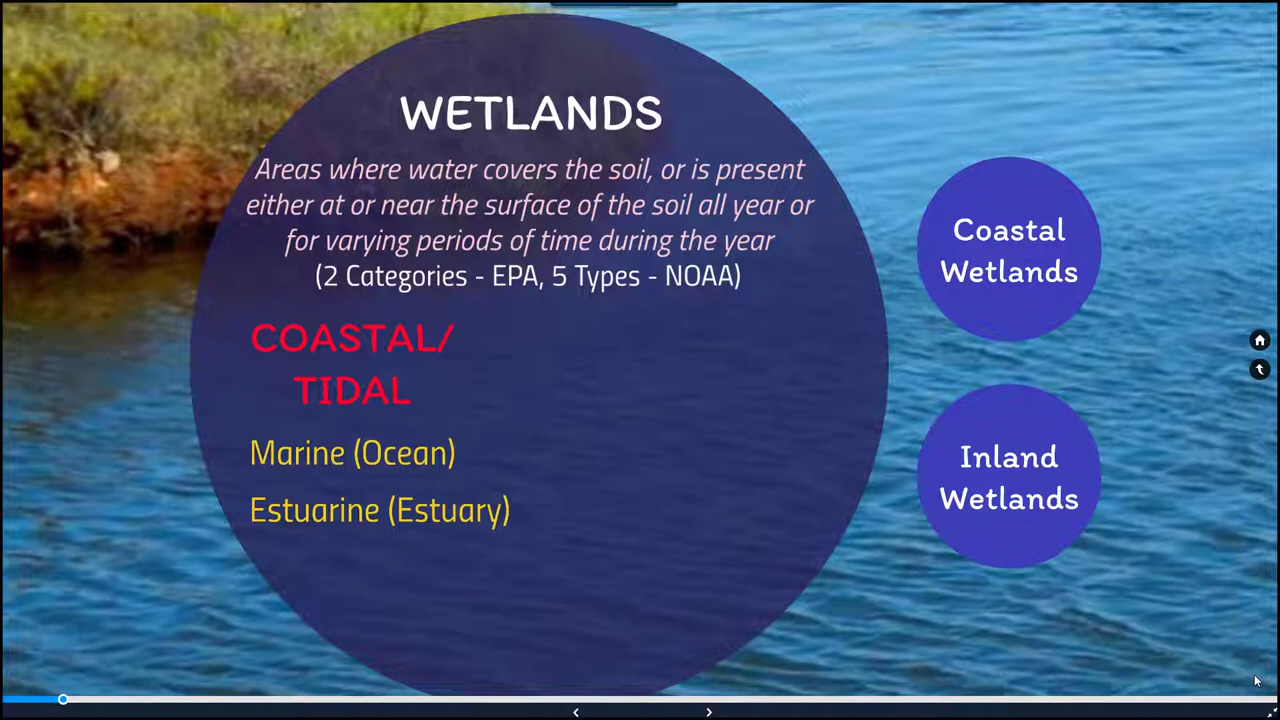 WETLANDS
Areas where water covers the soil, or is present
either at or near the surface of the soil all year or
for varying periods of time during the year
(2 Categories - EPA, 5 Types - NOAA)
COASTAL/
TIDAL
Marine (Ocean)
Estuarine (Estuary)
Coastal
Wetlands
Inland
Wetlands